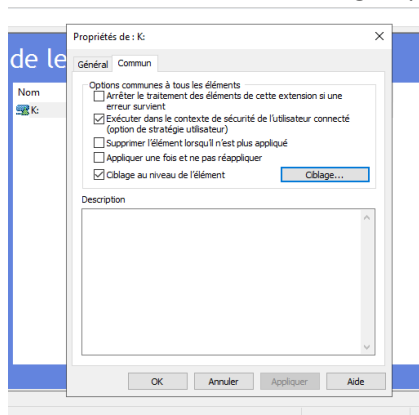 Propriétés de : K:
de le
Général
Commun
Nom
K:
Options communes à tous les éléments
Arrêter le traitement des éléments de cette extension si une
erreur survient
Exécuter dans le contexte de sécurité de l'utilisateur connecté
(option de stratégie utilisateur)
Supprimer l'élément lorsqu'il n'est plus appliqué
Appliquer une fois et ne pas réappliquer
Ciblage au niveau de l'élément
Ciblage...
Description
OK
Annuler
Appliquer
Aide